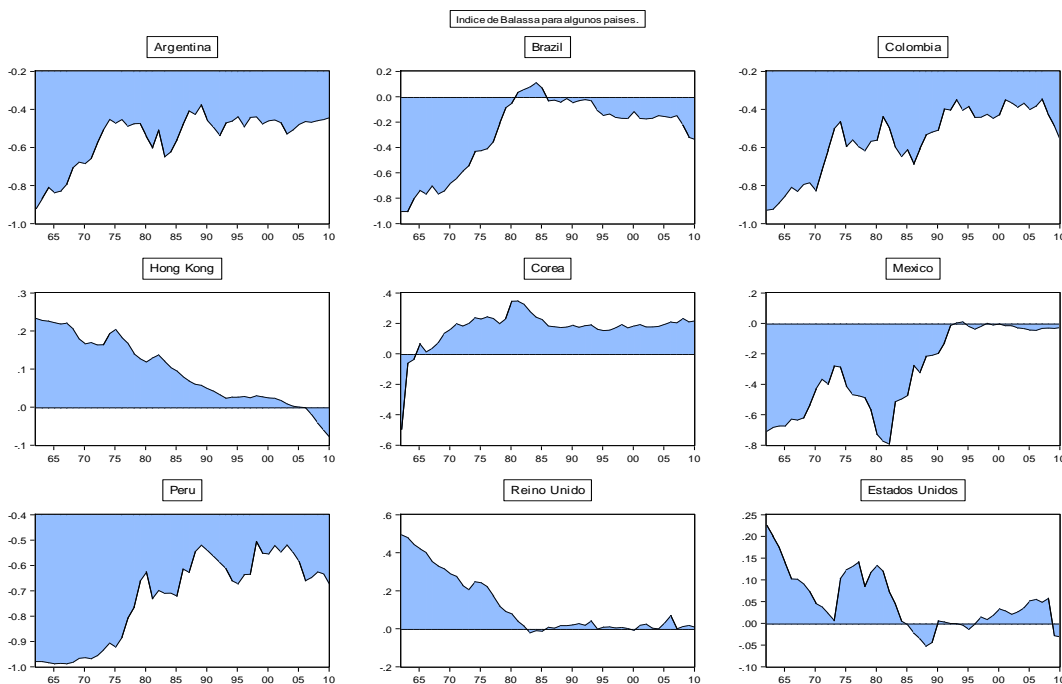 Indice de Balassa para algunos paises.
Argentina
-0.2
-0.4
-0.6
-0.8
-1.0
65 70 75 80 85 90 95 00 05 10
Brazil
0.2
0.0
-0.2
-0.4
-0.6
-0.8
-1.0
65 70 75 80 85 90 95 00 05 10
Colombia
-0.2
-0.4
-0.6
-0.8
-1.0
65 70 75 80 85 90 95 00 05 10
Hong Kong
.3
.2
.1
.0
-.1
65 70 75 80 85 90 95 00 05 10
Corea
.4
.2
.0
-.2
-.4
-.6
65 70 75 80 85 90 95 00 05 10
Mexico
.2
.0
-.2
-.4
-.6
-.8
65 70 75 80 85 90 95 00 05 10
Peru
-0.4
-0.5
-0.6
-0.7
-0.8
-0.9
-1.0
65 70 75 80 85 90 95 00 05 10
Reino Unido
.6
.4
.2
.0
-.2
65 70 75 80 85 90 95 00 05 10
Estados Unidos
.25
.20
.15
.10
.05
.00
-.05
-.10
65 70 75 80 85 90 95 00 05 10